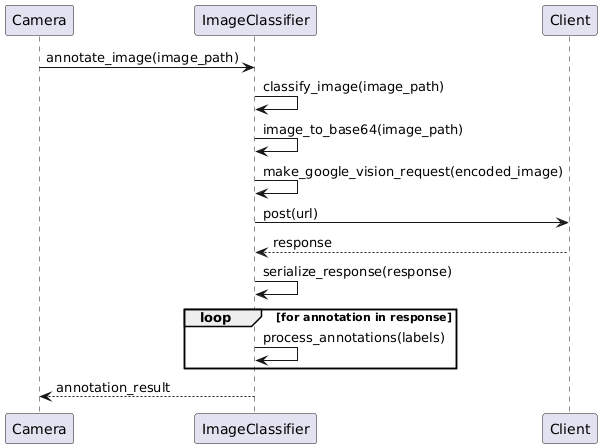 Camera ImageClassifier Client
annotate_image(image_path)
classify_image(image_path)
image_to_base64(image_path)
make_google_vision_request(encoded_image)
post(url)
response
serialize_response(response)
loop [for annotation in response]
process_annotations(labels)
annotation_result
Camera ImageClassifier Client